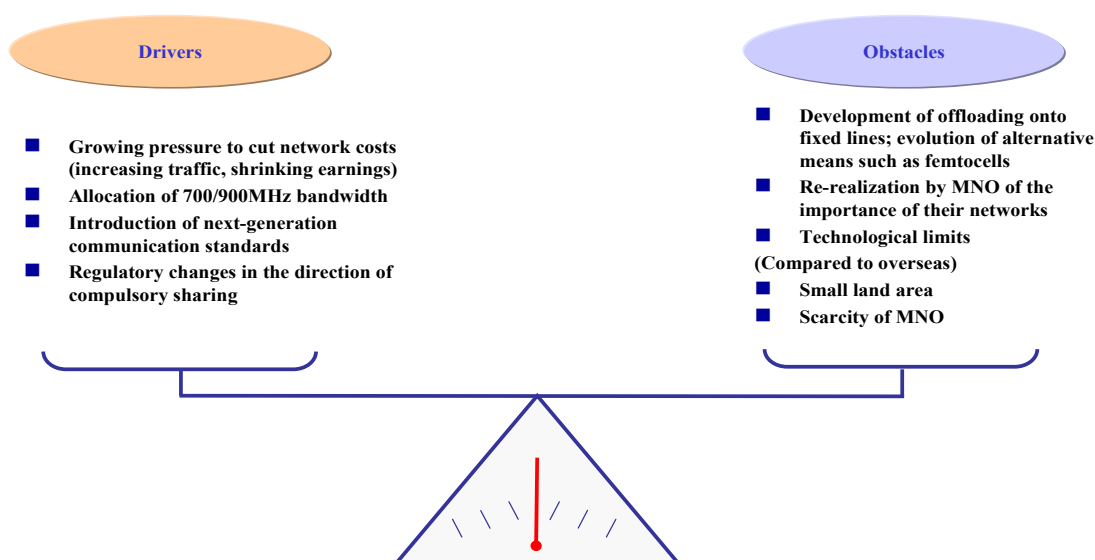 Drivers
Growing pressure to cut network costs
(increasing traffic, shrinking earnings)
Allocation of 700/900MHz bandwidth
Introduction of next-generation
communication standards
Regulatory changes in the direction of
compulsory sharing
Obstacles
Development of offloading onto
fixed lines; evolution of alternative
means such as femtocells
Re-realization by MNO of the
importance of their networks
Technological limits
(Compared to overseas)
Small land area
Scarcity of MNO